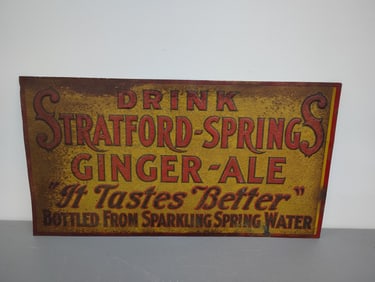 DRINK
STRATFORD-SPRINGS
GINGER-ALE
"It Tastes Better"
BOTTLED FROM SPARKLING SPRING WATER